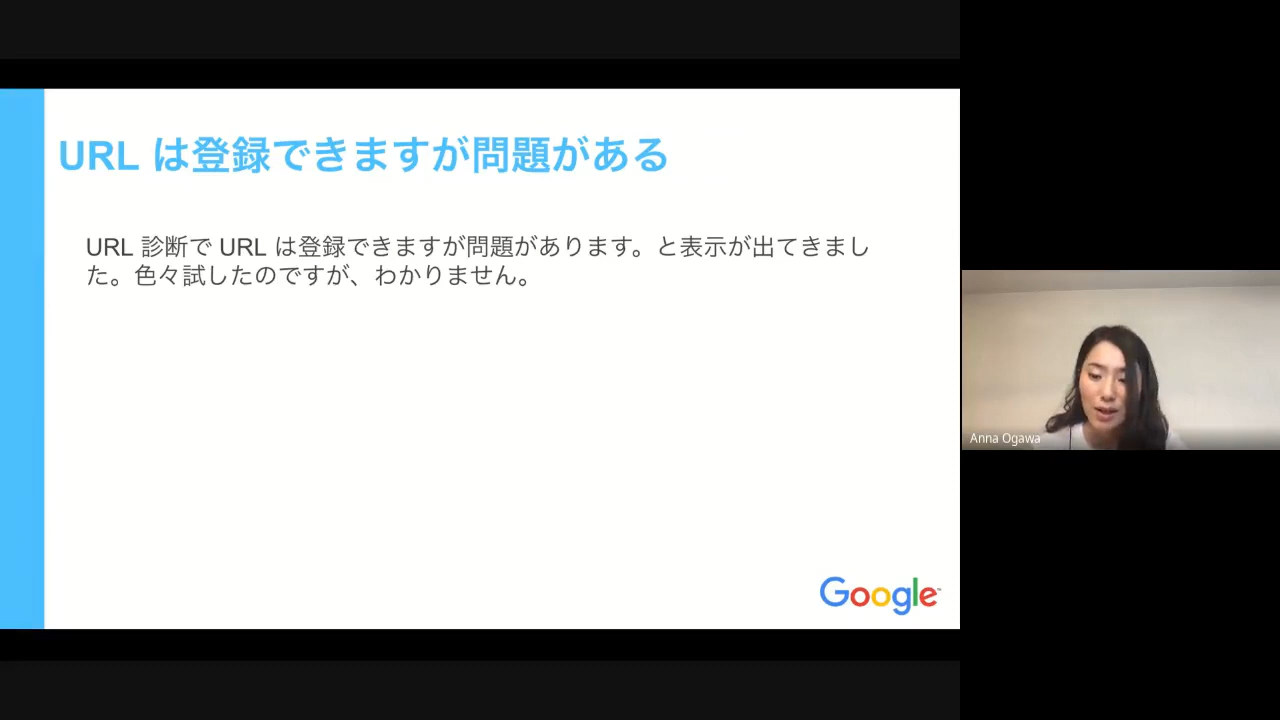 URL は登録できますが問題がある
URL 診断で URL は登録できますが問題があります。と表示が出てきまし
た。色々試したのですが、わかりません。
Google
Anna Ogawa